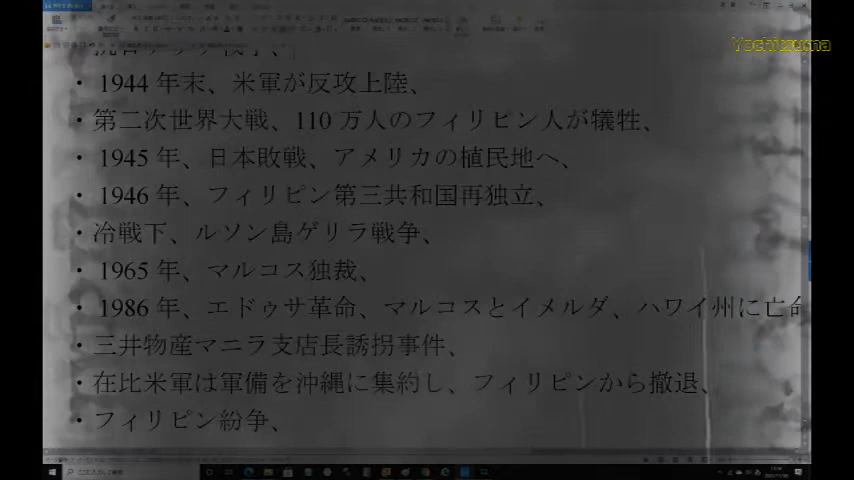 Yochizuma
・1944 年末、米軍が反攻上陸、
・第二次世界大戦、110 万人のフィリピン人が犠牲、
・1945 年、日本敗戦、アメリカの植民地へ、
・1946 年、フィリピン第三共和国再独立、
・冷戦下、ルソン島ゲリラ戦争、
・1965 年、マルコス独裁、
・1986 年、エドゥサ革命、マルコスとイメルダ、ハワイ州に亡命
・三井物産マニラ支店長誘拐事件、
・在比米軍は軍備を沖縄に集約し、フィリピンから撤退、
・フィリピン紛争、